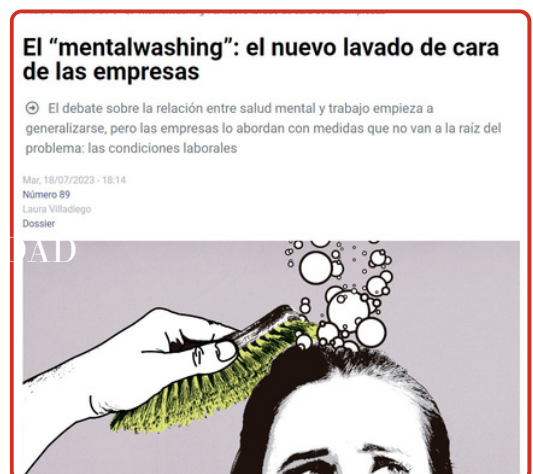 El “mentalwashing”: el nuevo lavado de cara
de las empresas
El debate sobre la relación entre salud mental y trabajo empieza a
generalizarse, pero las empresas lo abordan con medidas que no van a la raíz del
problema: las condiciones laborales
Mar, 18/07/2023 - 18:14
Número 89
Laura Villadiego
Dossier
DAD